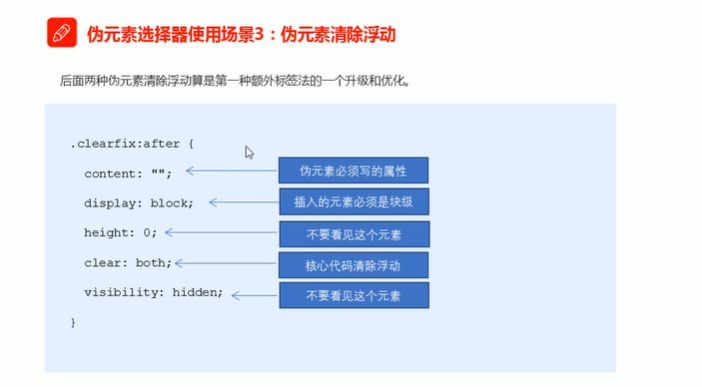 伪元素选择器使用场景3：伪元素清除浮动
后面两种伪元素清除浮动算是第一种额外标签法的一个升级和优化。
.clearfix:after {
content: "";
伪元素必须写的属性
display: block;
插入的元素必须是块级
height: 0;
不要看见这个元素
clear: both;
核心代码清除浮动
visibility: hidden;
不要看见这个元素
}